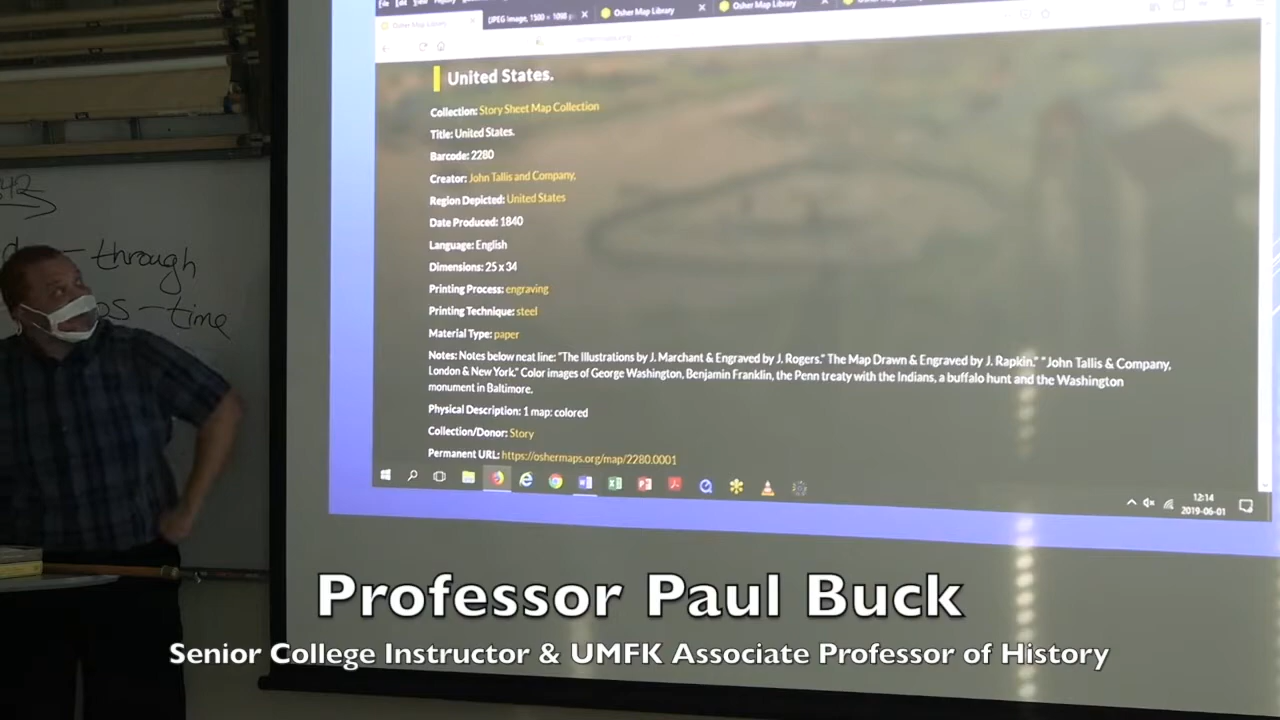 (JPEG Image, 1500 × 1098
Osher Map Library
Osher Map Library
United States.
Collection: Story Sheet Map Collection
Title: United States.
Barcode: 2280
Creator: John Tallis and Company,
Region Depicted: United States
Date Produced: 1840
Language: English
Dimensions: 25 x 34
Printing Process: engraving
Printing Technique: steel
Material Type: paper
Notes: Notes below neat line: "The Illustrations by J. Marchant & Engraved by J. Rogers." The Map Drawn & Engraved by J. Rapkin." "John Tallis & Company,
London & New York." Color images of George Washington, Benjamin Franklin, the Penn treaty with the Indians, a buffalo hunt and the Washington
monument in Baltimore.
Physical Description: 1 map: colored
Collection/Donor: Story
Permanent URL: https://oshermaps.org/map/2280.0001
12:14
2019-06-01
42
— through
os — time
Professor Paul Buck
Senior College Instructor & UMFK Associate Professor of History